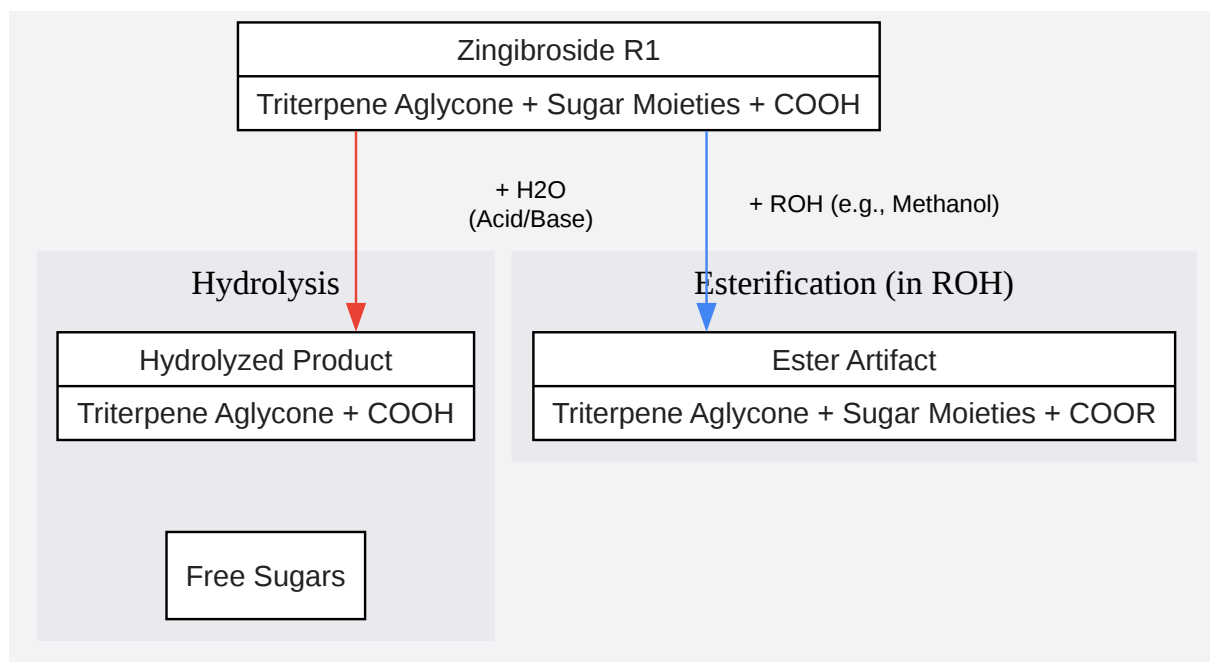 Zingibroside R1
Triterpene Aglycone + Sugar Moieties + COOH
+ H2O
(Acid/Base)
+ ROH (e.g., Methanol)
Hydrolysis
Esterification (in ROH)
Hydrolyzed Product
Triterpene Aglycone + COOH
Ester Artifact
Triterpene Aglycone + Sugar Moieties + COOR
Free Sugars